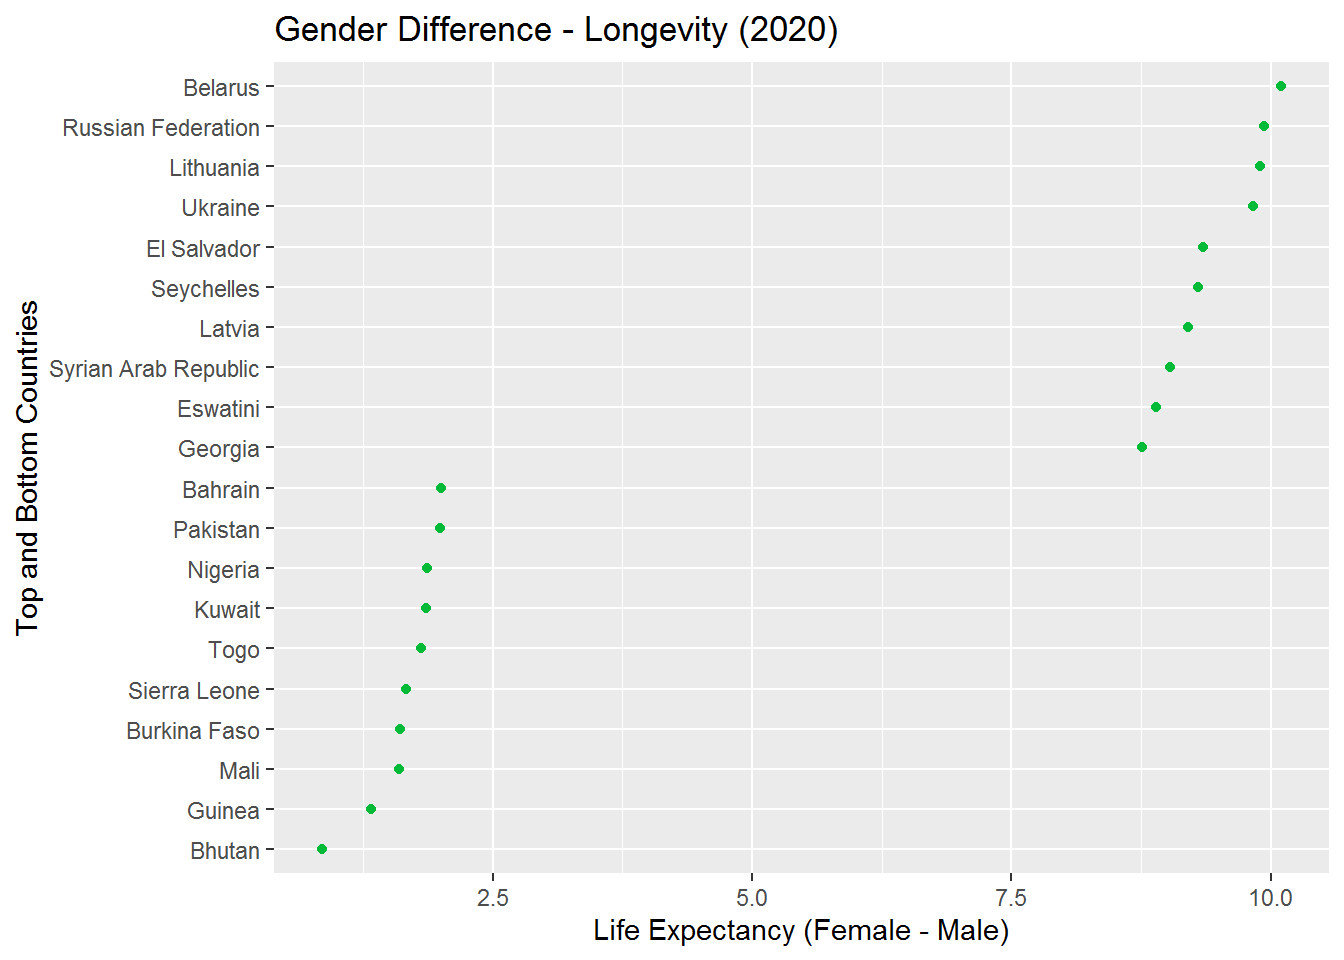 Gender Difference - Longevity (2020)
Top and Bottom Countries
Belarus
Russian Federation
Lithuania
Ukraine
El Salvador
Seychelles
Latvia
Syrian Arab Republic
Eswatini
Georgia
Bahrain
Pakistan
Nigeria
Kuwait
Togo
Sierra Leone
Burkina Faso
Mali
Guinea
Bhutan
2.5 5.0 7.5 10.0
Life Expectancy (Female - Male)